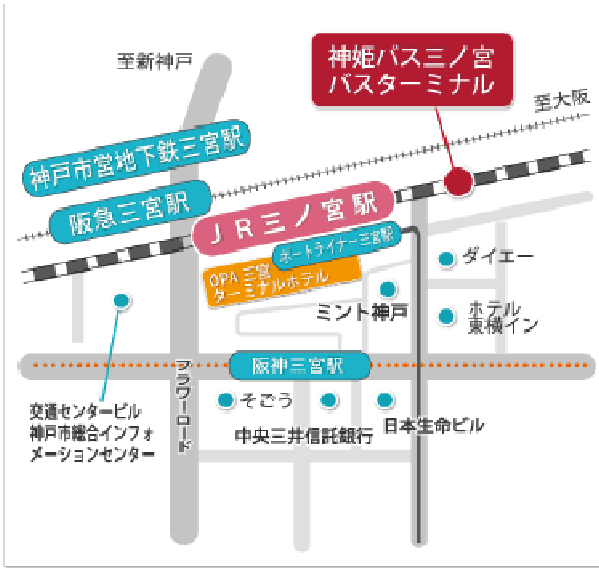 神姫バス三ノ宮
バスターミナル
至新神戸
至大阪
神戸市営地下鉄三宮駅
阪急三宮駅
JR三ノ宮駅
ポートライナー三宮駅
OPA 三宮
ターミナルホテル
ダイエー
ミント神戸
ホテル
東横イン
阪神三宮駅
フラワーロード
そごう
交通センタービル
神戸市総合インフォ
メーションセンター
中央三井信託銀行
日本生命ビル